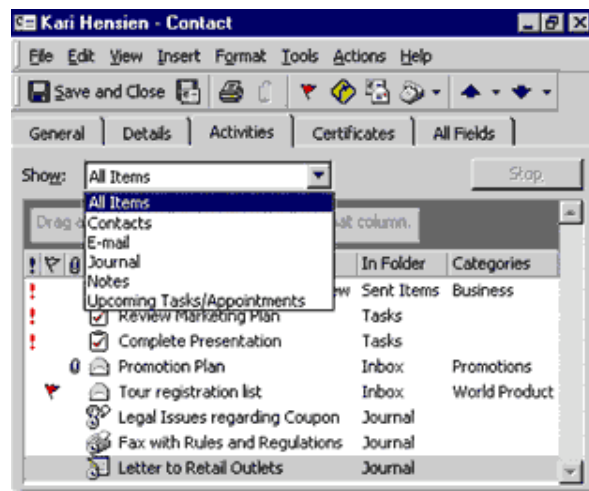 Kari Hensien - Contact
File Edit View Insert Format Tools Actions Help
Save and Close
General Details Activities Certificates All Fields
Show: All Items Stop
All Items
Drag column.
Contacts
E-mail
Journal In Folder Categories
Notes
Upcoming Tasks/Appointments Sent Items Business
Review Marketing Plan Tasks
Complete Presentation Tasks
Promotion Plan Inbox Promotions
Tour registration list Inbox World Product
Legal Issues regarding Coupon Journal
Fax with Rules and Regulations Journal
Letter to Retail Outlets Journal